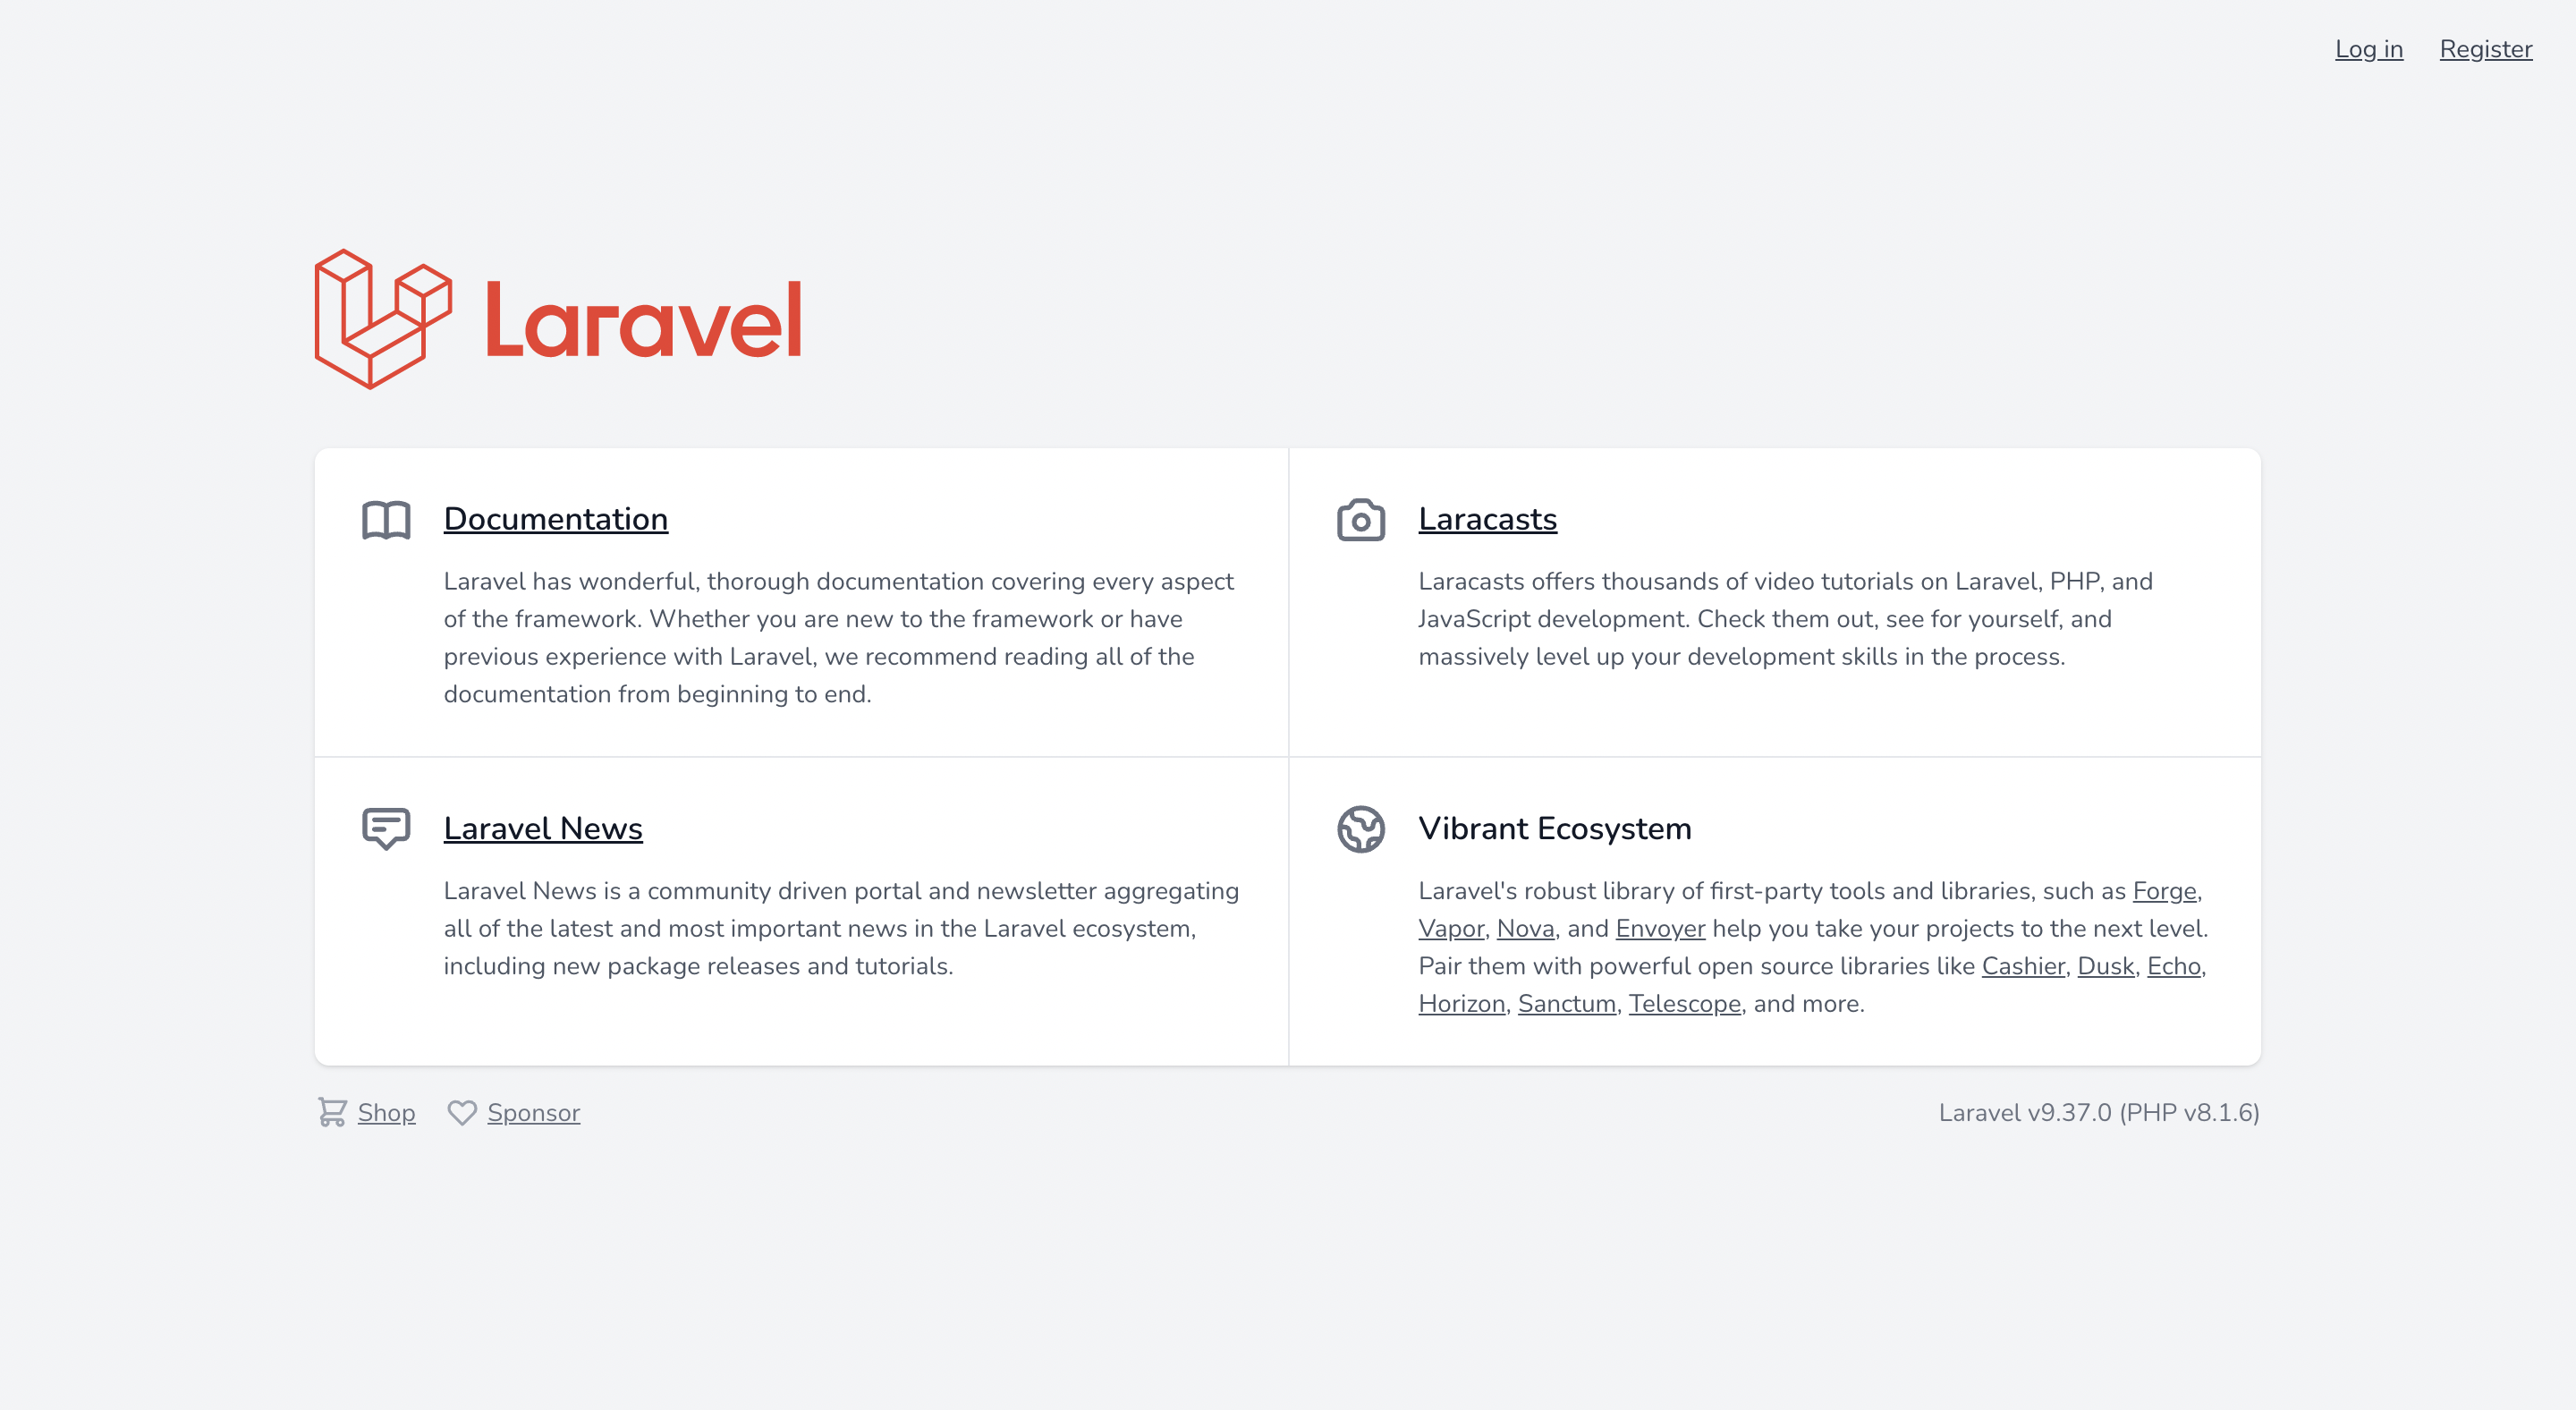 Log in Register
Laravel
Documentation
Laravel has wonderful, thorough documentation covering every aspect
of the framework. Whether you are new to the framework or have
previous experience with Laravel, we recommend reading all of the
documentation from beginning to end.
Laracasts
Laracasts offers thousands of video tutorials on Laravel, PHP, and
JavaScript development. Check them out, see for yourself, and
massively level up your development skills in the process.
Laravel News
Laravel News is a community driven portal and newsletter aggregating
all of the latest and most important news in the Laravel ecosystem,
including new package releases and tutorials.
Vibrant Ecosystem
Laravel's robust library of first-party tools and libraries, such as Forge,
Vapor, Nova, and Envoyer help you take your projects to the next level.
Pair them with powerful open source libraries like Cashier, Dusk, Echo,
Horizon, Sanctum, Telescope, and more.
Shop Sponsor
Laravel v9.37.0 (PHP v8.1.6)